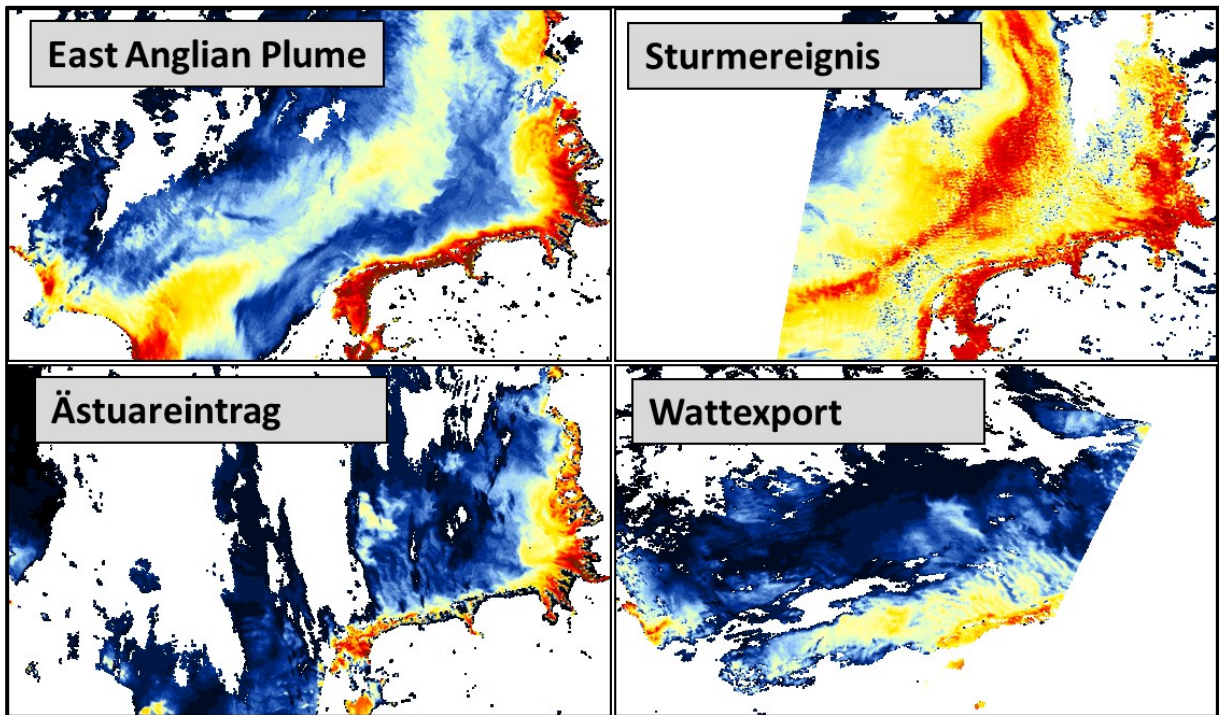 East Anglian Plume
Sturmereignis
Ästuareintrag
Wattexport